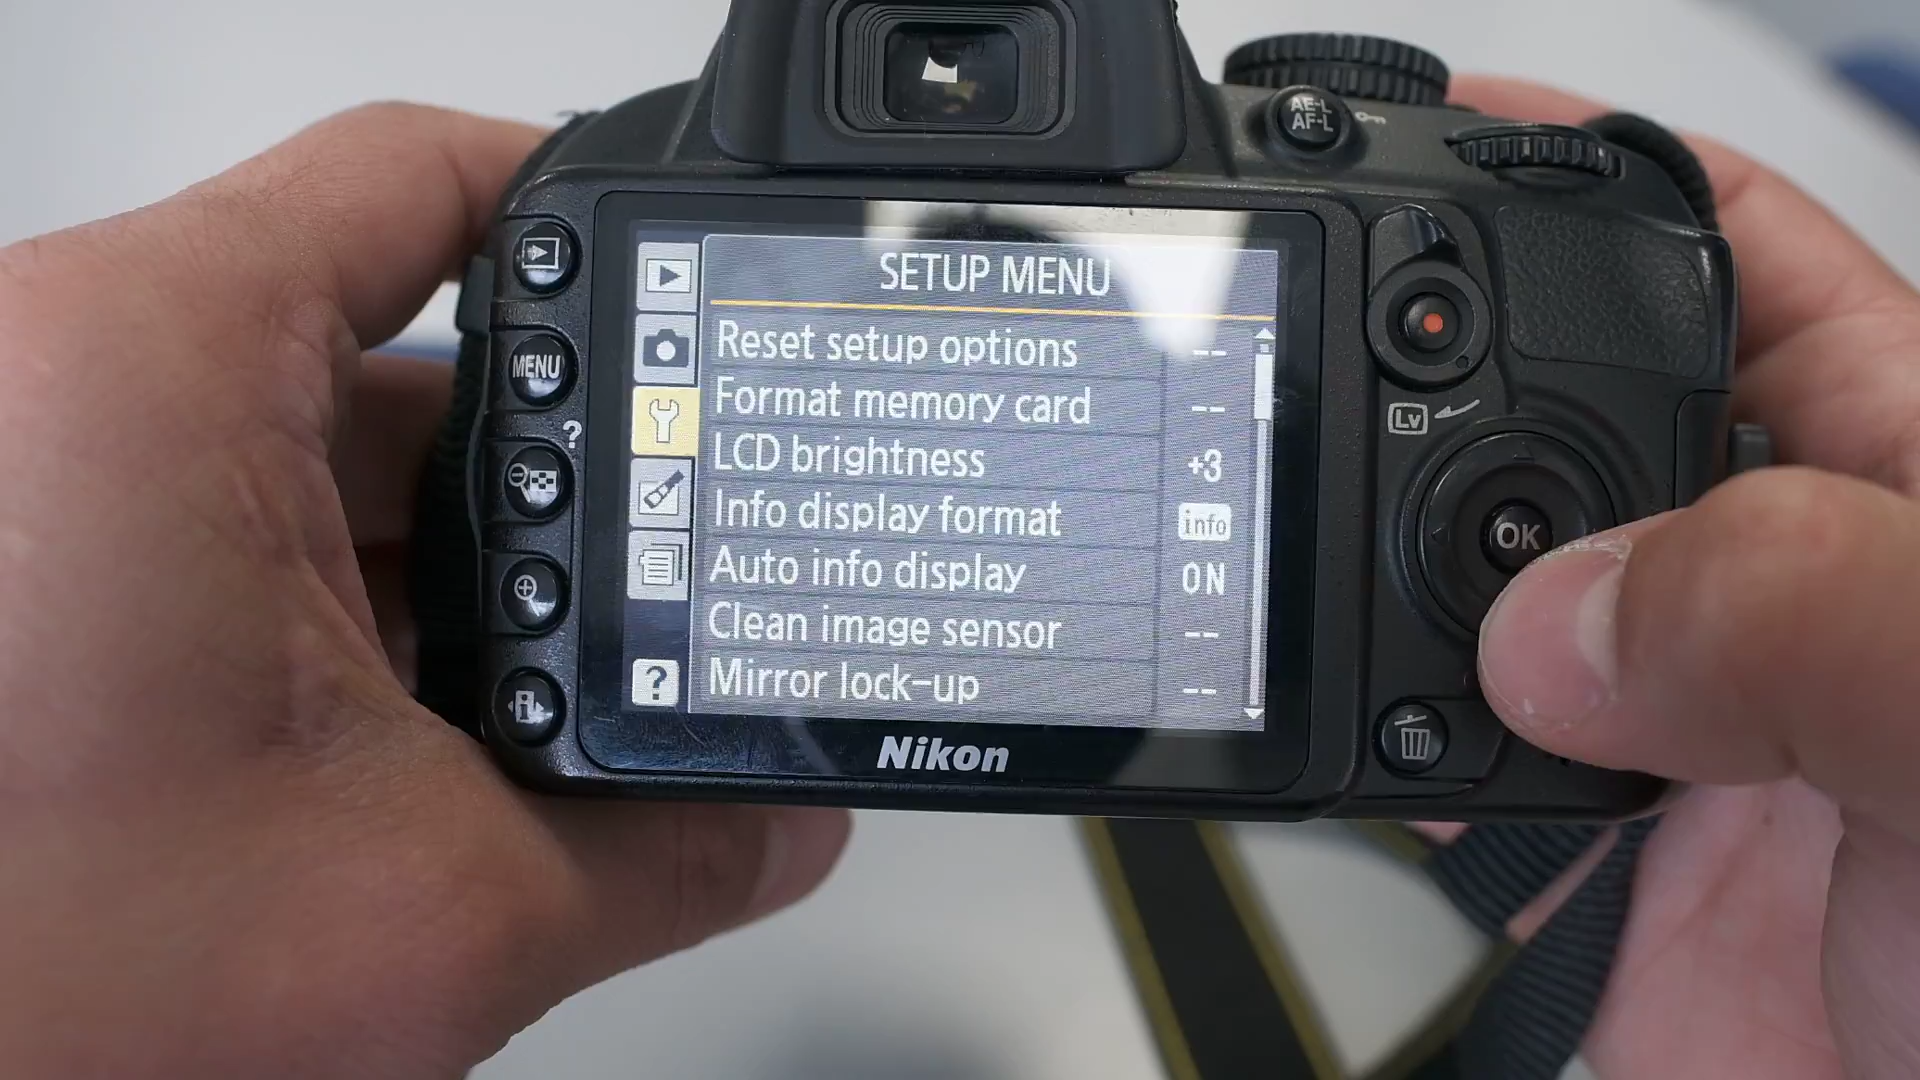 AE-L
AF-L
SETUP MENU
Reset setup options --
Format memory card --
LCD brightness +3
Info display format info
Auto info display ON
Clean image sensor --
Mirror lock-up --
MENU
?
?
i
Lv
OK
Nikon